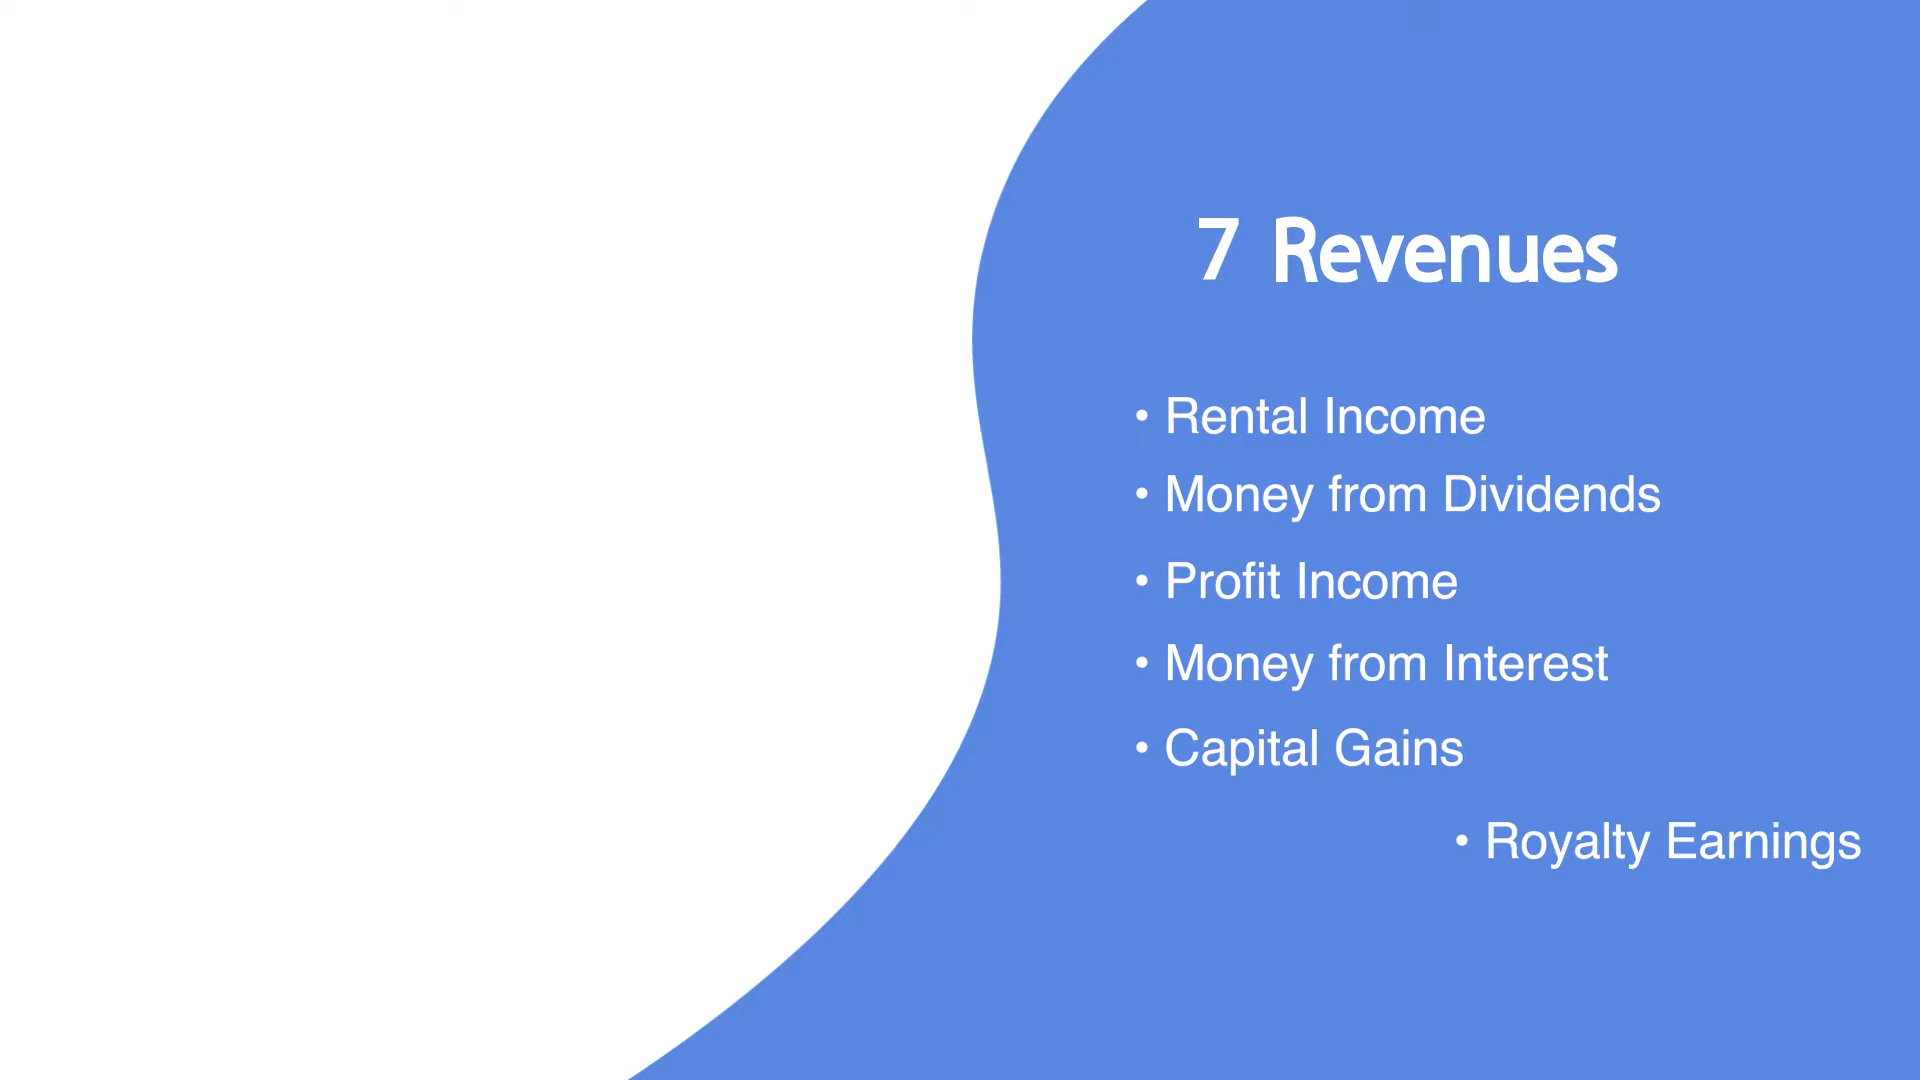 7 Revenues
• Rental Income
• Money from Dividends
• Profit Income
• Money from Interest
• Capital Gains
• Royalty Earnings